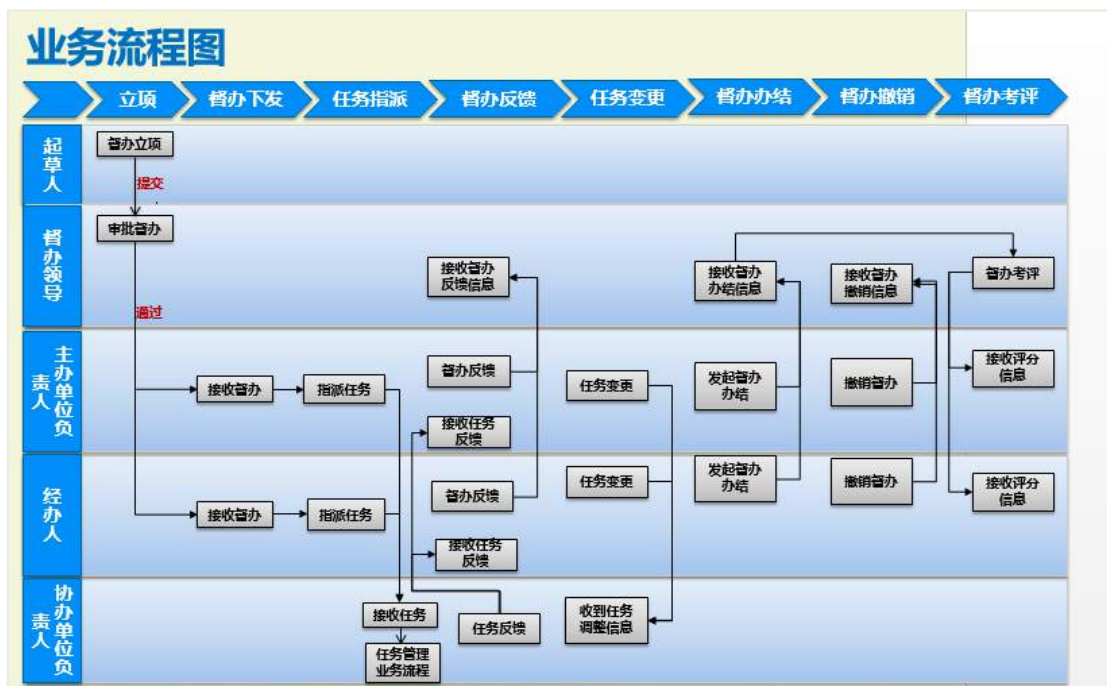 业务流程图
立项
督办下发
任务指派
督办反馈
任务变更
督办办结
督办撤销
督办考评
起草人
督办立项
提交
督办领导
审批督办
通过
接收督办
反馈信息
接收督办
办结信息
接收督办
撤销信息
督办考评
主办单位负
责人
接收督办
指派任务
督办反馈
接收任务
反馈
任务变更
发起督办
办结
撤销督办
接收评分
信息
经办人
接收督办
指派任务
督办反馈
接收任务
反馈
任务变更
发起督办
办结
撤销督办
接收评分
信息
协办单位负
责人
接收任务
任务管理
业务流程
任务反馈
收到任务
调整信息